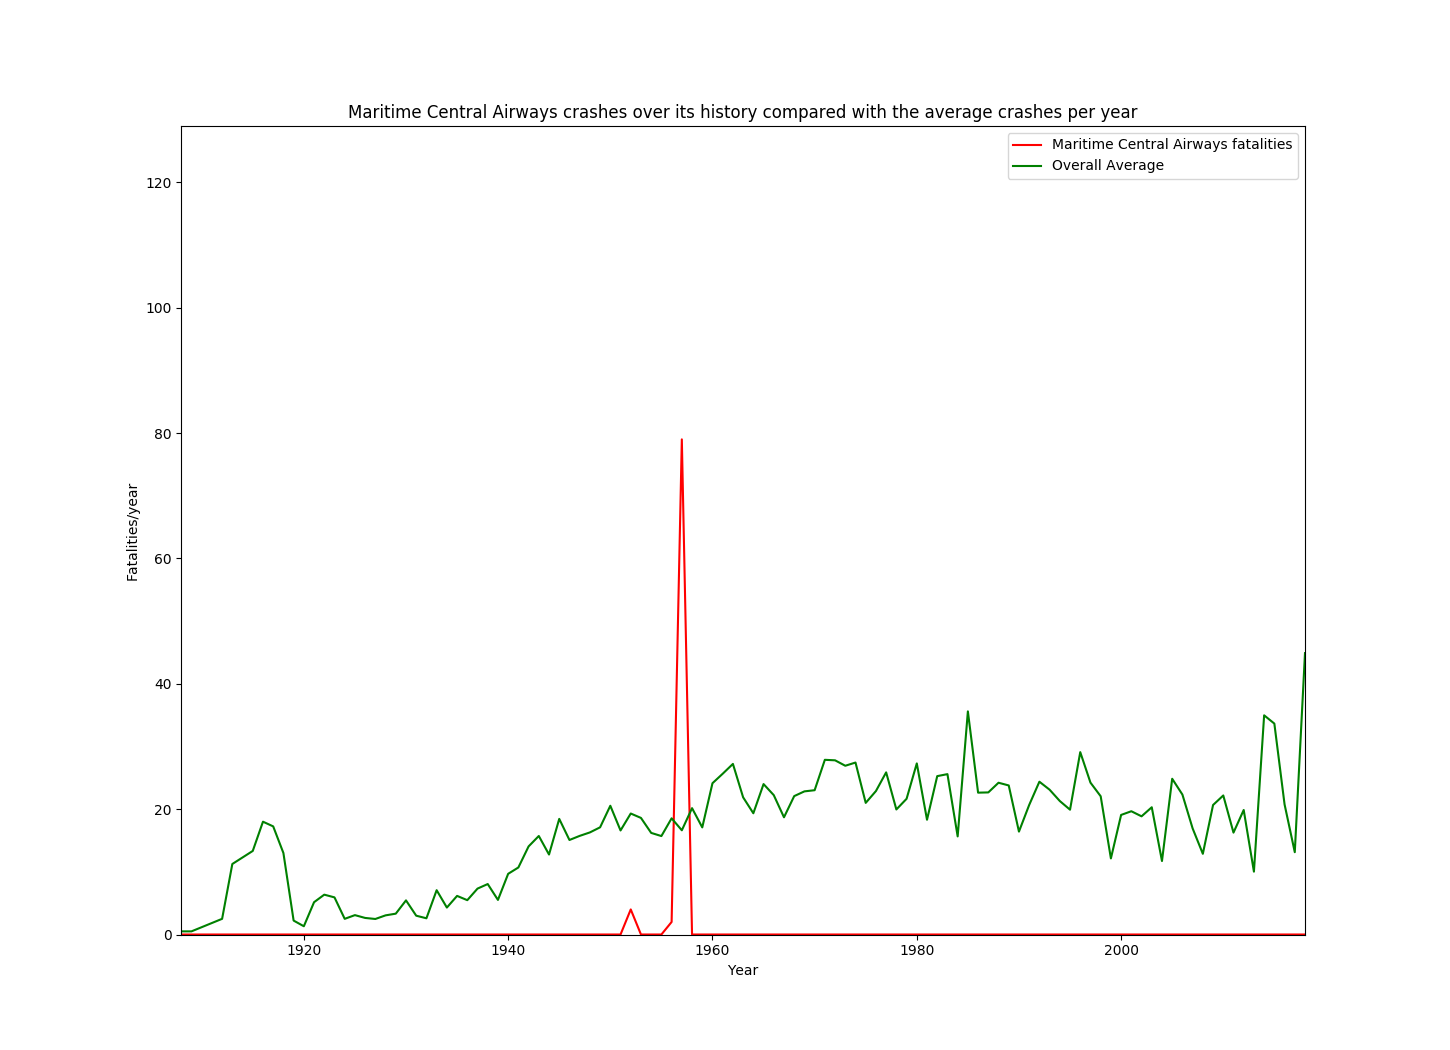 Maritime Central Airways crashes over its history compared with the average crashes per year
Maritime Central Airways fatalities
Overall Average
120
100
80
60
40
20
0
Fatalities/year
1920 1940 1960 1980 2000
Year